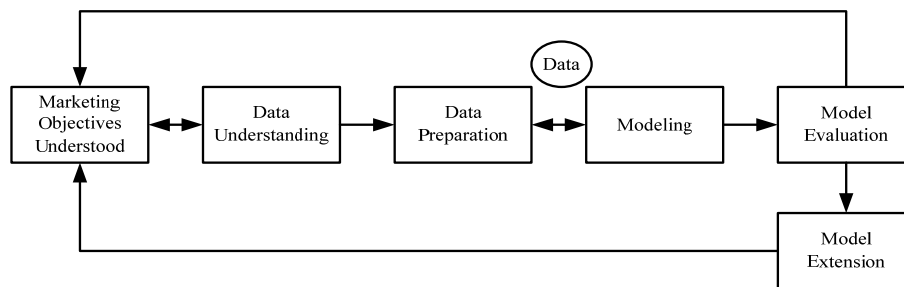 Data
Marketing
Objectives
Understood
Data
Understanding
Data
Preparation
Modeling
Model
Evaluation
Model
Extension